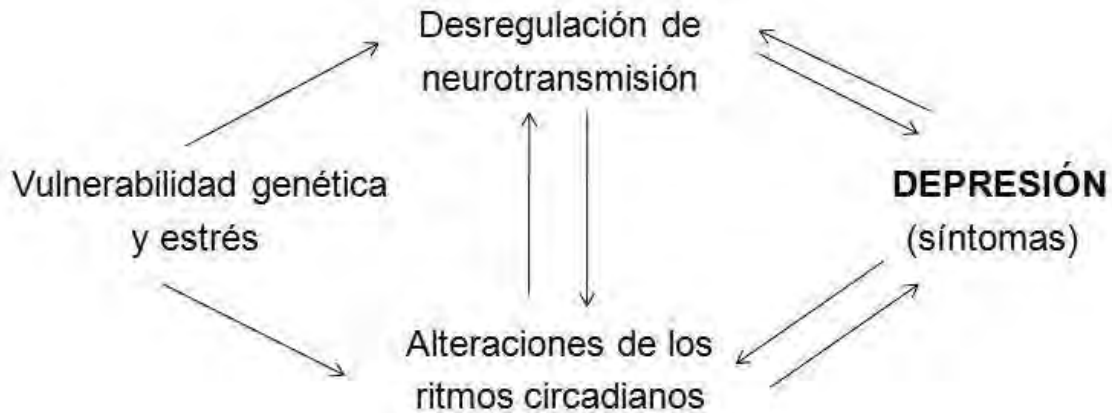 Desregulación de
neurotransmisión
Vulnerabilidad genética
y estrés
DEPRESIÓN
(síntomas)
Alteraciones de los
ritmos circadianos